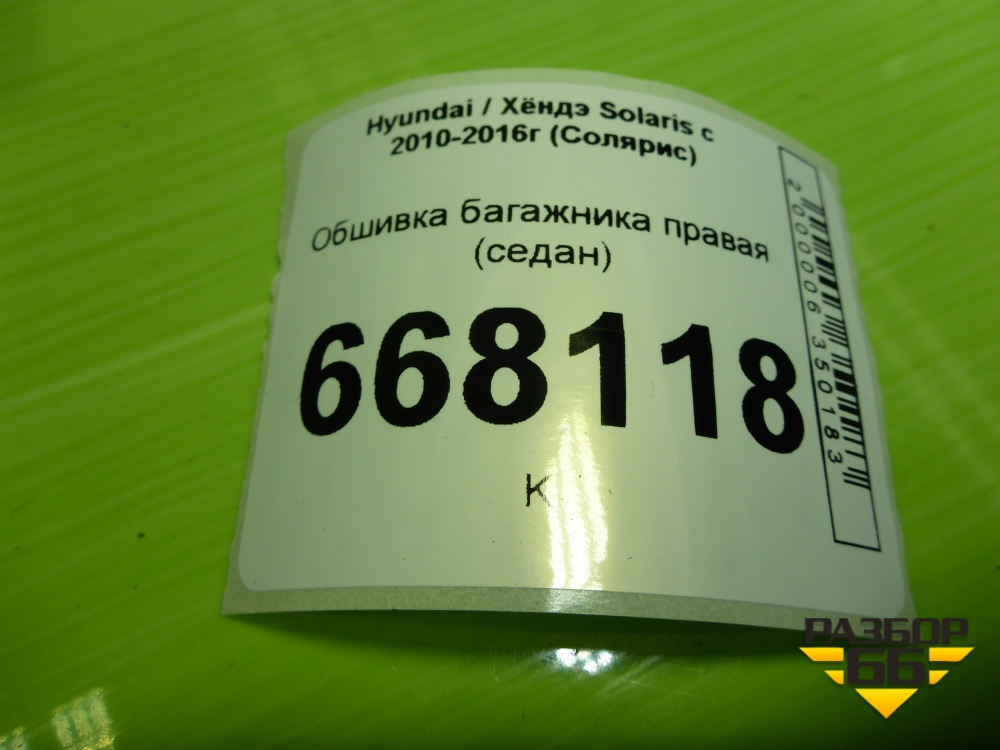 Hyundai / Хёндэ Solaris с
2010-2016г (Солярис)
Обшивка багажника правая
(седан)
668118
К
2000006350183
РАЗБОР
66